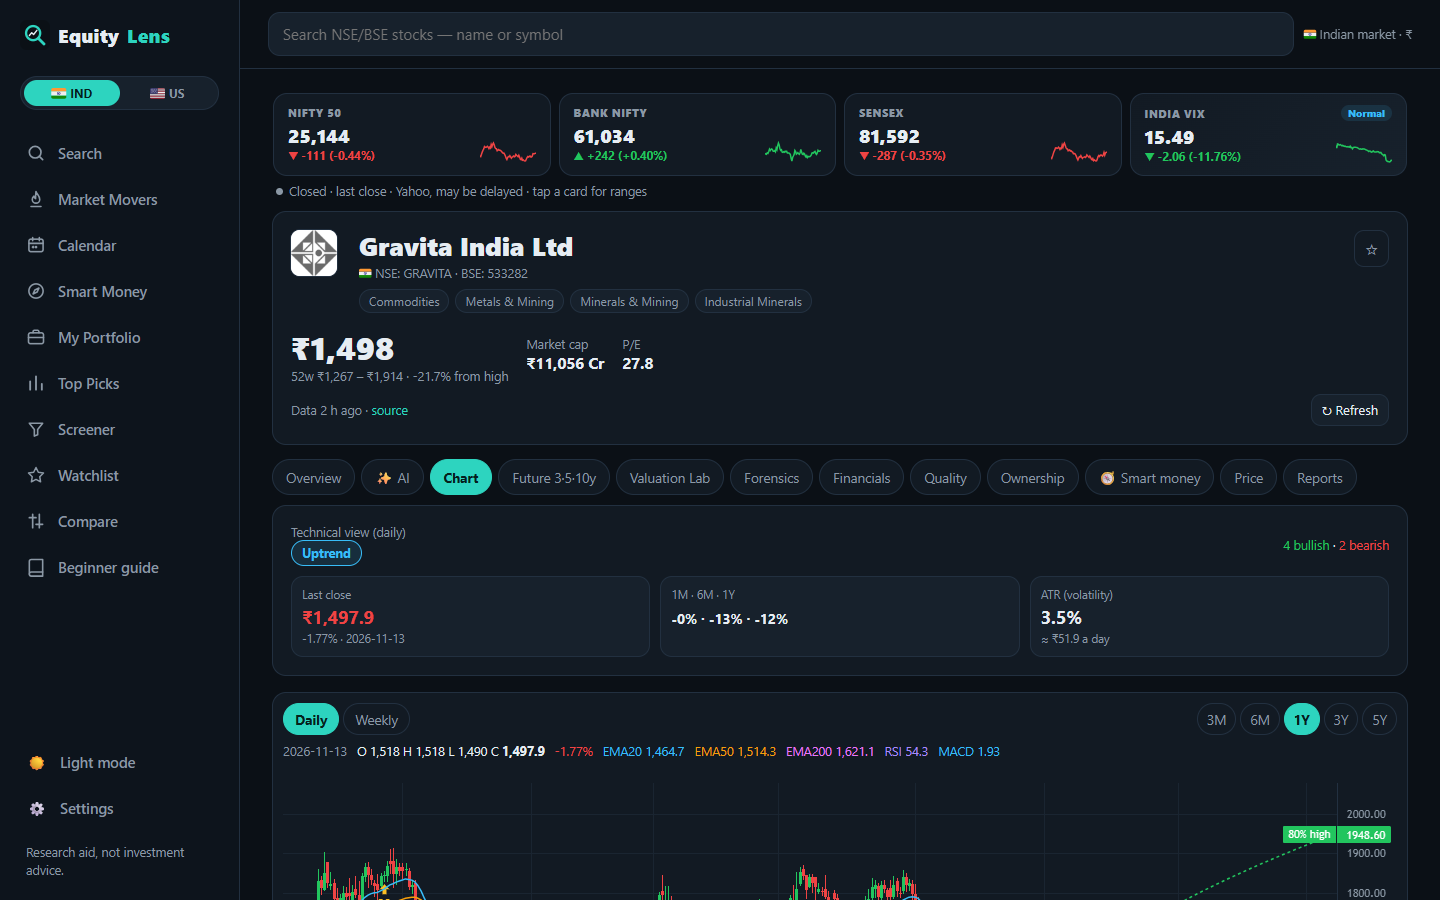 Equity Lens
IND
US
Search
Market Movers
Calendar
Smart Money
My Portfolio
Top Picks
Screener
Watchlist
Compare
Beginner guide
Light mode
Settings
Research aid, not investment
advice.
Search NSE/BSE stocks — name or symbol
Indian market · ₹
NIFTY 50
25,144
▼ -111 (-0.44%)
BANK NIFTY
61,034
▲ +242 (+0.40%)
SENSEX
81,592
▼ -287 (-0.35%)
INDIA VIX
Normal
15.49
▼ -2.06 (-11.76%)
Closed · last close · Yahoo, may be delayed · tap a card for ranges
Gravita India Ltd
☆
NSE: GRAVITA · BSE: 533282
Commodities
Metals & Mining
Minerals & Mining
Industrial Minerals
₹1,498
52w ₹1,267 – ₹1,914 · -21.7% from high
Market cap
₹11,056 Cr
P/E
27.8
Data 2 h ago · source
↻ Refresh
Overview
✨ AI
Chart
Future 3·5·10y
Valuation Lab
Forensics
Financials
Quality
Ownership
Smart money
Price
Reports
Technical view (daily)
Uptrend
4 bullish · 2 bearish
Last close
₹1,497.9
-1.77% · 2026-11-13
1M · 6M · 1Y
-0% · -13% · -12%
ATR (volatility)
3.5%
≈ ₹51.9 a day
Daily
Weekly
3M
6M
1Y
3Y
5Y
2026-11-13 O 1,518 H 1,518 L 1,490 C 1,497.9 -1.77% EMA20 1,464.7 EMA50 1,514.3 EMA200 1,621.1 RSI 54.3 MACD 1.93
2000.00
80% high 1948.60
1900.00
1800.00